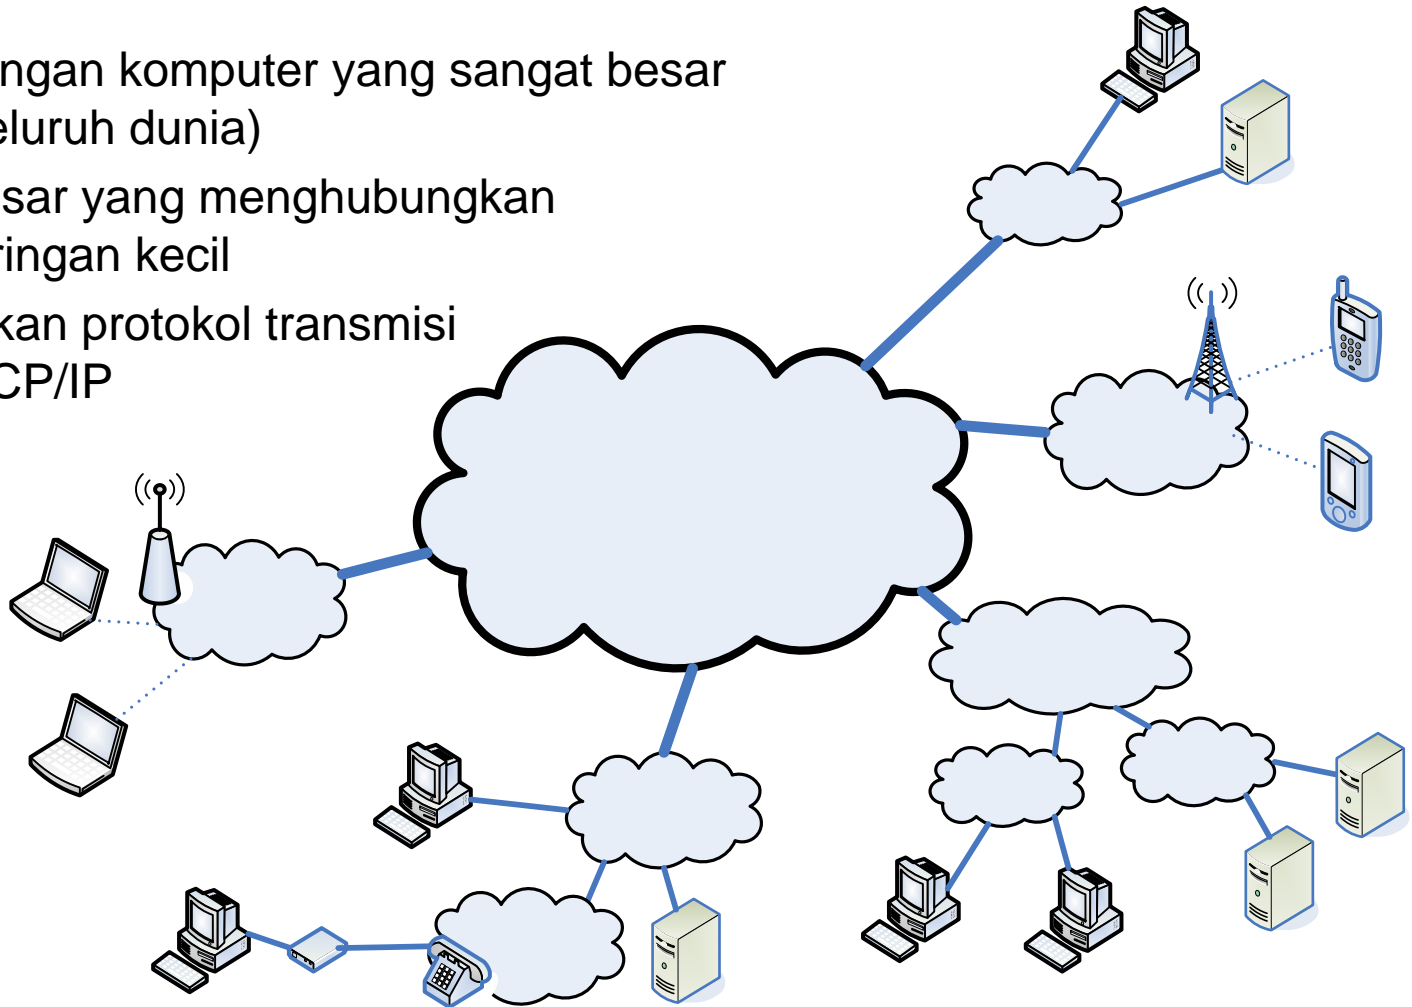 ngan komputer yang sangat besar
eluruh dunia)
sar yang menghubungkan
ringan kecil
kan protokol transmisi
CP/IP